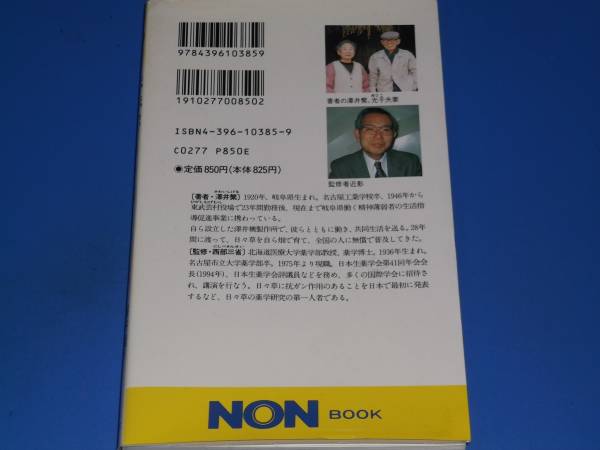 9784396103859
1910277008502
ISBN4-396-10385-9
C0277 P850E
●定価850円(本体825円)
著者の澤井繁、光子夫妻
監修者近影
〔著者・澤井繁〕1920年、岐阜県生まれ。名古屋工業学校卒。1946年から
東武芸村役場で23年間勤務後、現在まで岐阜県働く精神薄弱者の生活指
導促進事業に携わっている。
自ら設立した澤井機製作所で、彼らとともに働き、共同生活を送る。28年
間に渡って、日々草を自ら畑で育て、全国の人に無償で普及してきた。
〔監修・西部三省〕北海道医療大学薬学部教授。薬学博士。1936年生まれ。
名古屋市立大学薬学部卒。1975年より現職。日本生薬学会第41回年会会
長(1994年)、日本生薬学会評議員などを務め、多くの国際学会に招待さ
れ、講演を行なう。日々草に抗ガン作用のあることを日本で最初に発表
するなど、日々草の薬学研究の第一人者である。
NON BOOK